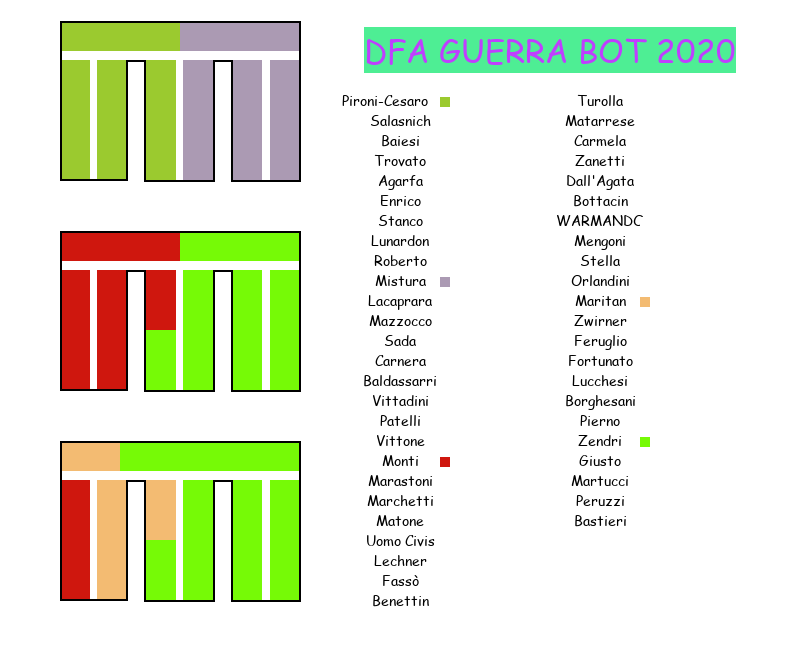 DFA GUERRA BOT 2020
Pironi-Cesaro
Salasnich
Baiesi
Trovato
Agarfa
Enrico
Stanco
Lunardon
Roberto
Mistura
Lacaprara
Mazzocco
Sada
Carnera
Baldassarri
Vittadini
Patelli
Vittone
Monti
Marastoni
Marchetti
Matone
Uomo Civis
Lechner
Fassò
Benettin
Turolla
Matarrese
Carmela
Zanetti
Dall'Agata
Bottacin
WARMANDC
Mengoni
Stella
Orlandini
Maritan
Zwirner
Feruglio
Fortunato
Lucchesi
Borghesani
Pierno
Zendri
Giusto
Martucci
Peruzzi
Bastieri